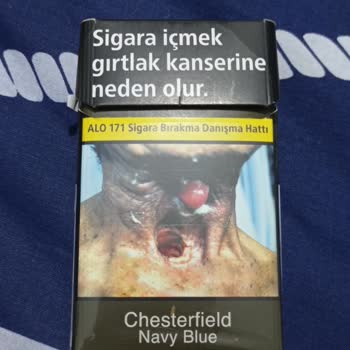 Sigara içmek
gırtlak kanserine
neden olur.
ALO 171 Sigara Bırakma Danışma Hattı
Chesterfield
Navy Blue